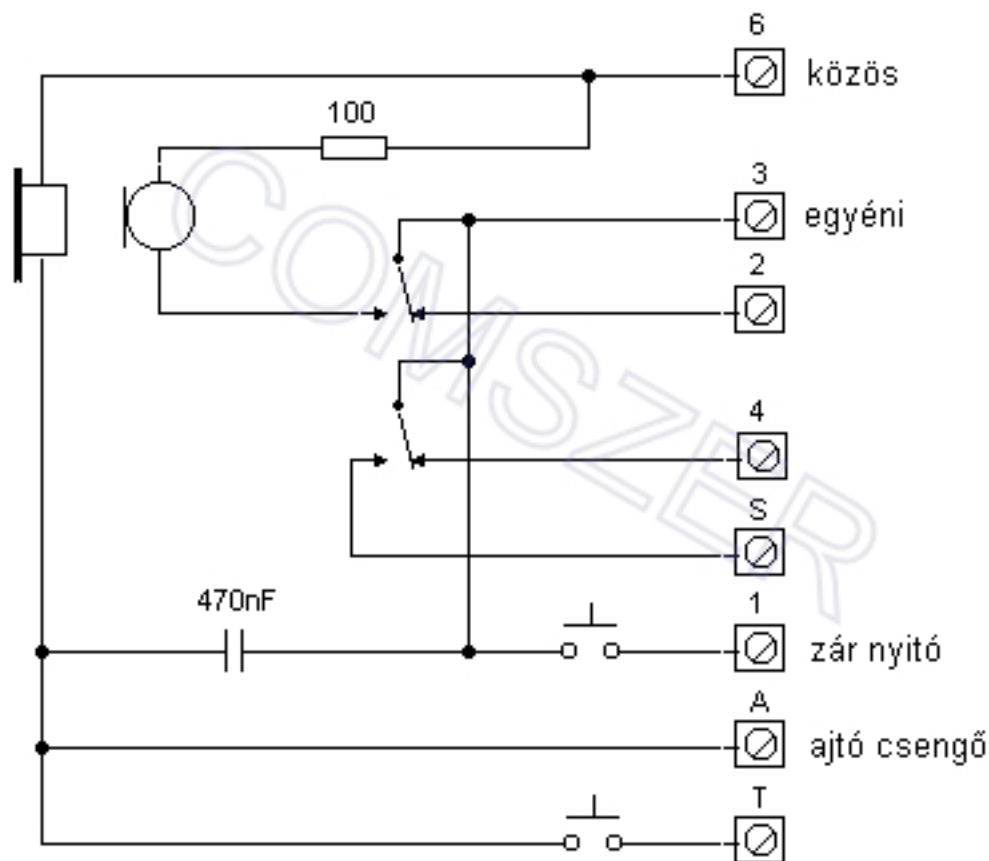 6
közös
100
3
egyéni
2
4
S
470nF
1
zár nyitó
A
ajtó csengő
T
COMSZER